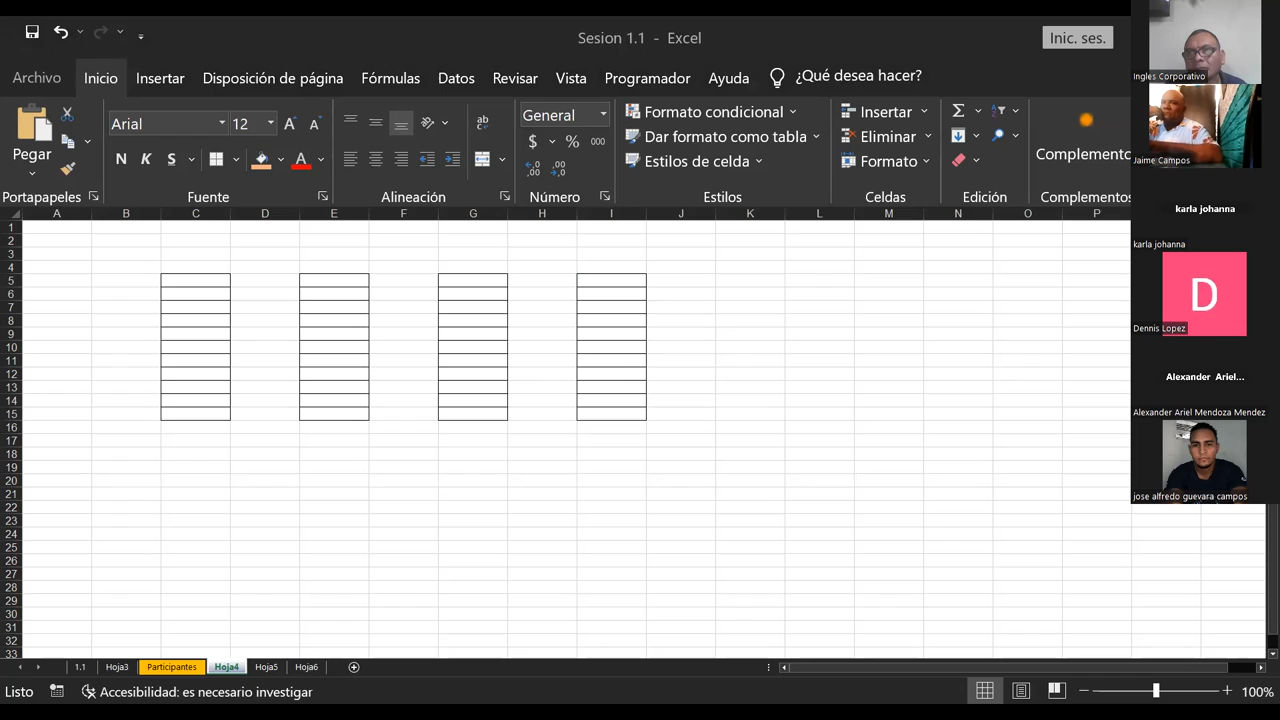 Sesion 1.1 - Excel
Inic. ses.
Archivo Inicio Insertar Disposición de página Fórmulas Datos Revisar Vista Programador Ayuda ¿Qué desea hacer?
Pegar
Arial 12
N K S A
ab
General
$ % 000
Formato condicional
Dar formato como tabla
Estilos de celda
Insertar
Eliminar
Formato
Complemento
Portapapeles Fuente Alineación Número Estilos Celdas Edición Complementos
A B C D E F G H I J K L M N O P
1
2
3
4
5
6
7
8
9
10
11
12
13
14
15
16
17
18
19
20
21
22
23
24
25
26
27
28
29
30
31
32
33
1.1 Hoja3 Participantes Hoja4 Hoja5 Hoja6
Listo Accesibilidad: es necesario investigar 100%
Ingles Corporativo
Jaime Campos
karla johanna
karla johanna
D
Dennis Lopez
Alexander Ariel...
Alexander Ariel Mendoza Mendez
jose alfredo guevara campos